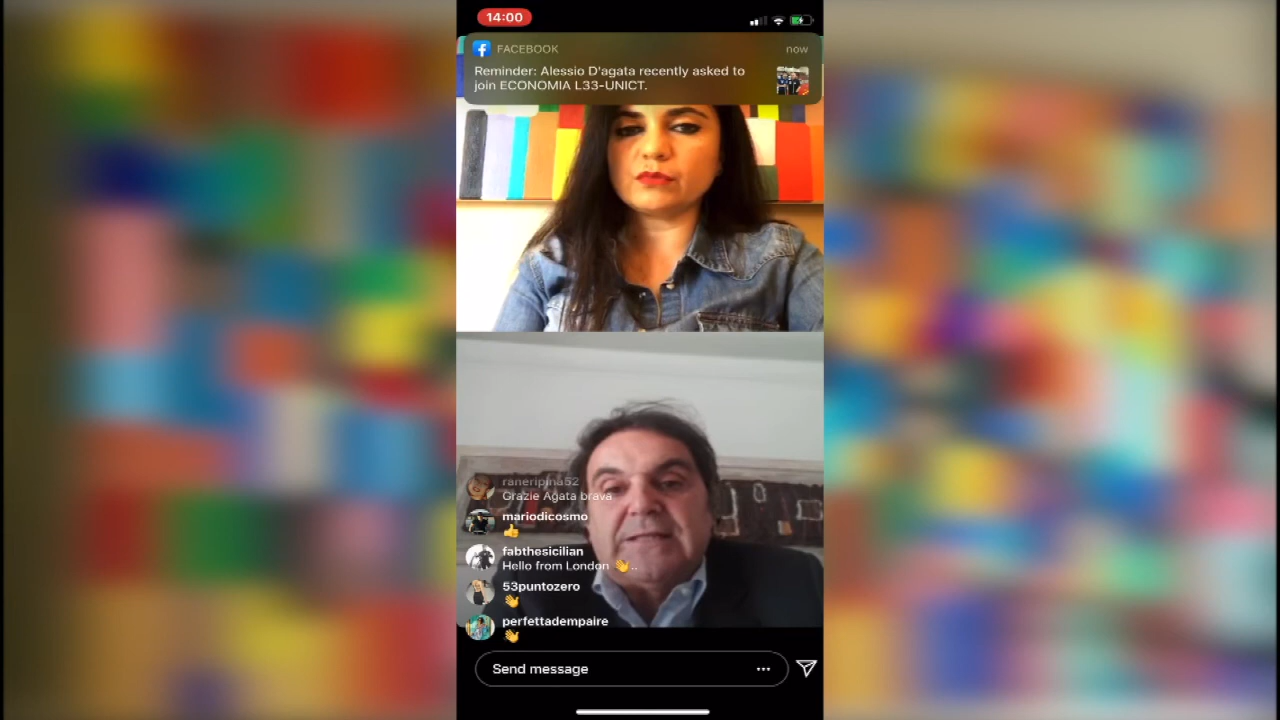 14:00
FACEBOOK
now
Reminder: Alessio D'agata recently asked to
join ECONOMIA L33-UNICT.
raneripina52
Grazie Agata brava
mariodicosmo
👍
fabthesicilian
Hello from London 👋..
53puntozero
👋
perfettadempaire
👋
Send message